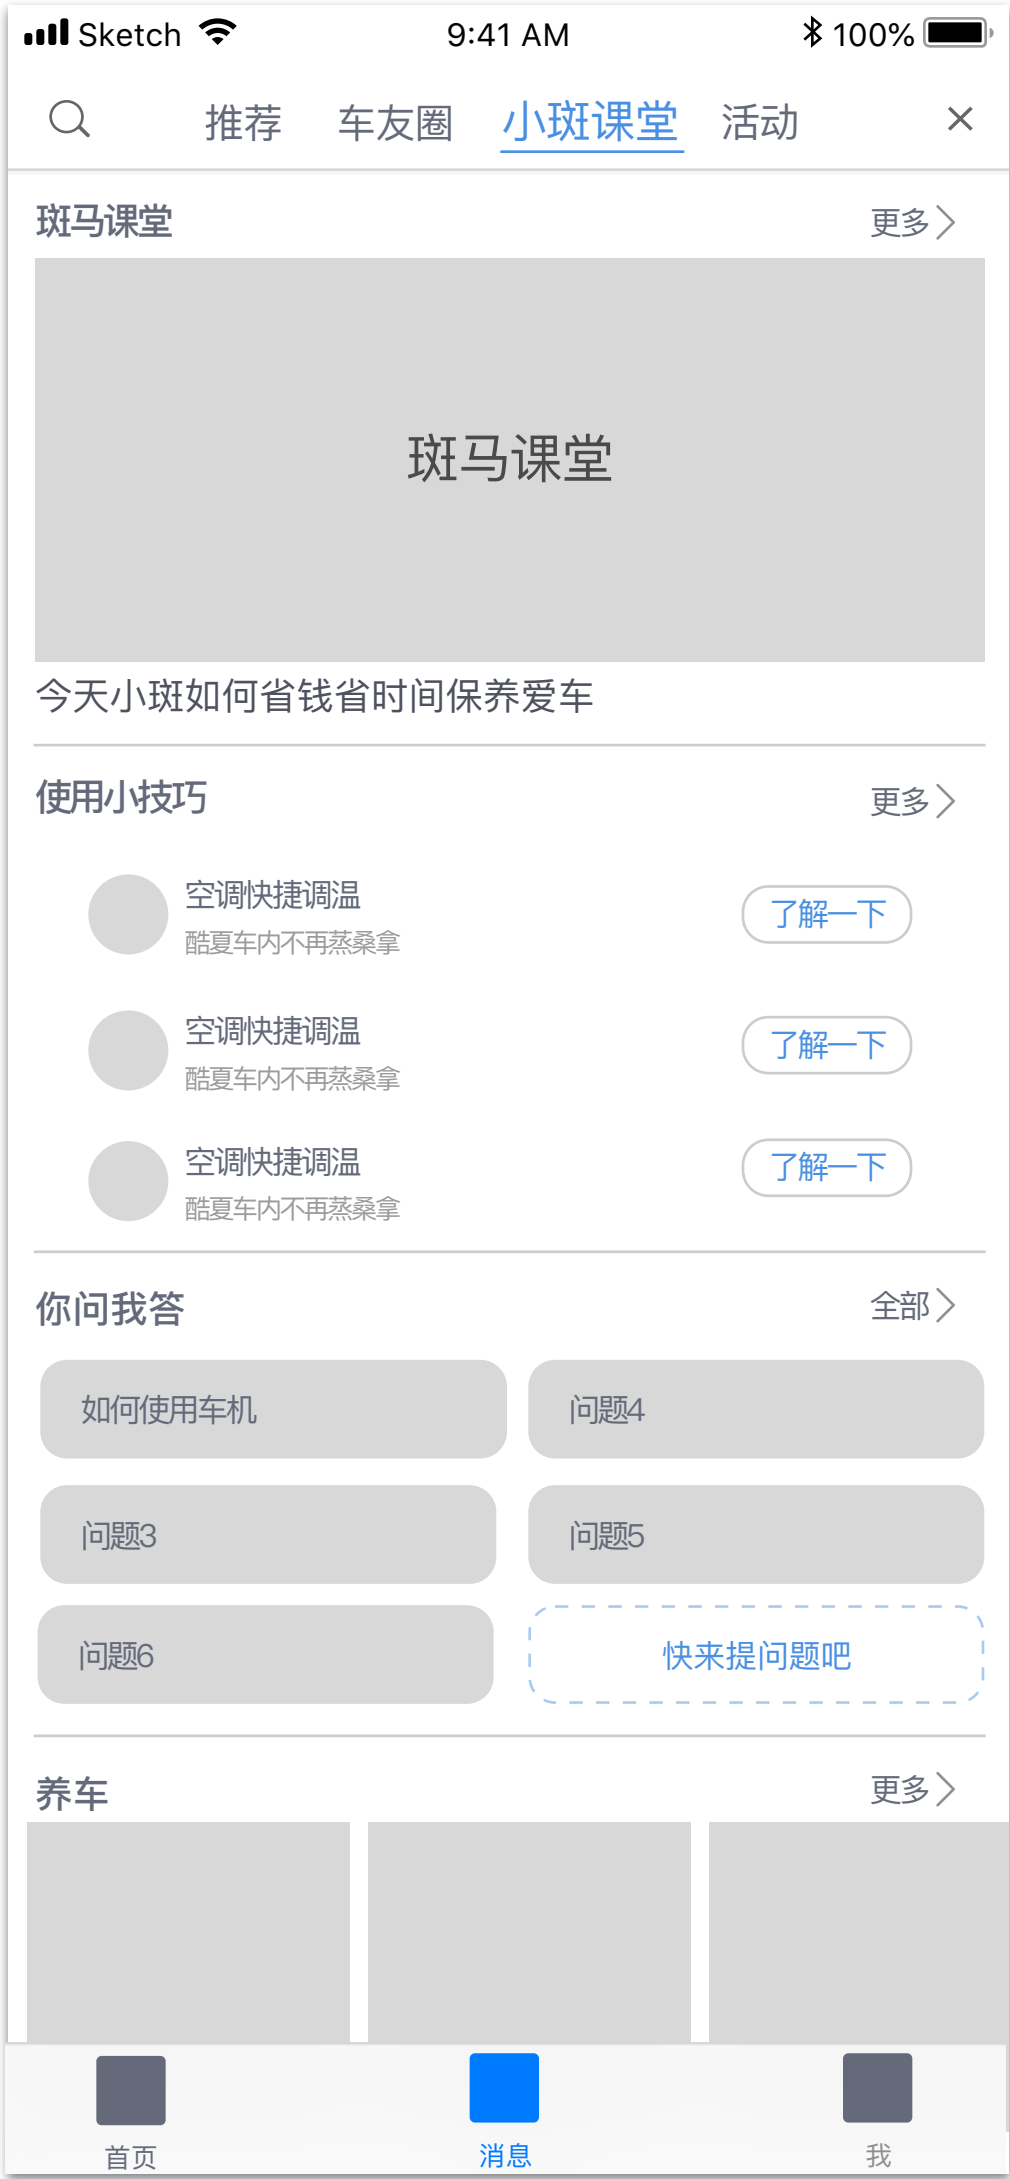 Sketch 9:41 AM 100%
推荐 车友圈 小斑课堂 活动
斑马课堂 更多
斑马课堂
今天小斑如何省钱省时间保养爱车
使用小技巧 更多
空调快捷调温
酷夏车内不再蒸桑拿
了解一下
空调快捷调温
酷夏车内不再蒸桑拿
了解一下
空调快捷调温
酷夏车内不再蒸桑拿
了解一下
你问我答 全部
如何使用车机 问题4
问题3 问题5
问题6 快来提问题吧
养车 更多
首页 消息 我